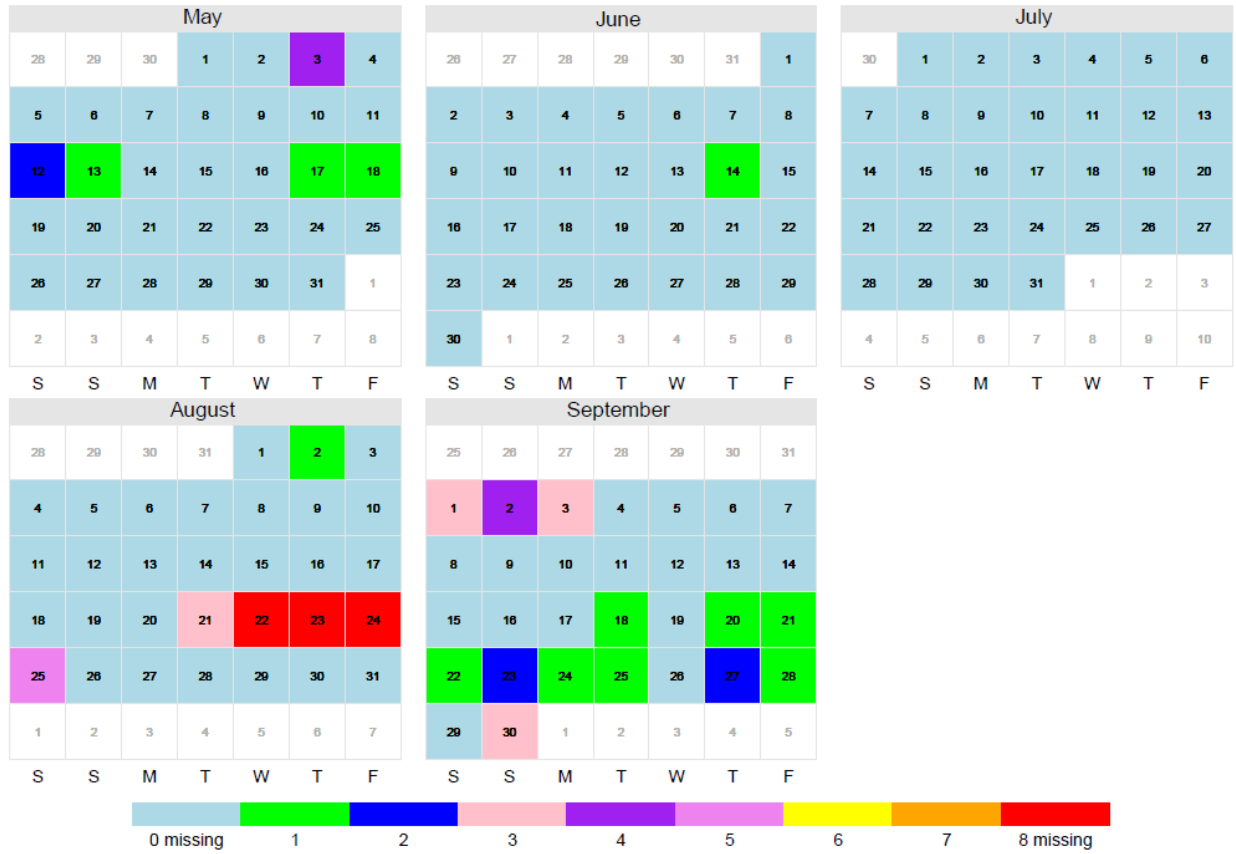 May
28 29 30 1 2 3 4
5 6 7 8 9 10 11
12 13 14 15 16 17 18
19 20 21 22 23 24 25
26 27 28 29 30 31 1
2 3 4 5 6 7 8
S S M T W T F
June
26 27 28 29 30 31 1
2 3 4 5 6 7 8
9 10 11 12 13 14 15
16 17 18 19 20 21 22
23 24 25 26 27 28 29
30 1 2 3 4 5 6
S S M T W T F
July
30 1 2 3 4 5 6
7 8 9 10 11 12 13
14 15 16 17 18 19 20
21 22 23 24 25 26 27
28 29 30 31 1 2 3
4 5 6 7 8 9 10
S S M T W T F
August
28 29 30 31 1 2 3
4 5 6 7 8 9 10
11 12 13 14 15 16 17
18 19 20 21 22 23 24
25 26 27 28 29 30 31
1 2 3 4 5 6 7
S S M T W T F
September
25 26 27 28 29 30 31
1 2 3 4 5 6 7
8 9 10 11 12 13 14
15 16 17 18 19 20 21
22 23 24 25 26 27 28
29 30 1 2 3 4 5
S S M T W T F
0 missing 1 2 3 4 5 6 7 8 missing